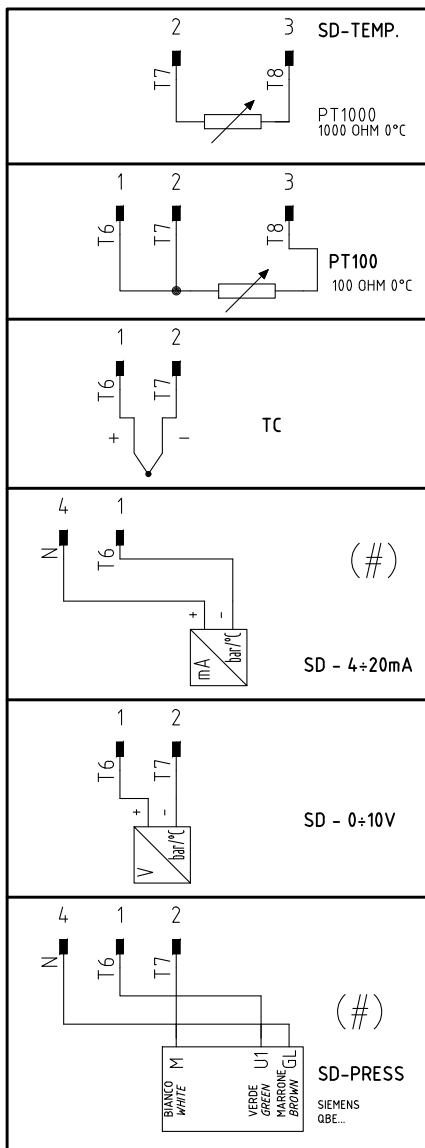 2 3 SD-TEMP.
T7 T8
PT1000
1000 OHM 0°C
1 2 3
T6 T7 T8
PT100
100 OHM 0°C
1 2
T6 T7
+ -
TC
4 1
N T6
(#)
+ -
mA bar/°C
SD - 4÷20mA
1 2
T6 T7
+ -
V bar/°C
SD - 0÷10V
4 1 2
N T6 T7
(#)
M U1 GL
BIANCO VERDE MARRONE
WHITE GREEN BROWN
SD-PRESS
SIEMENS
QBE...